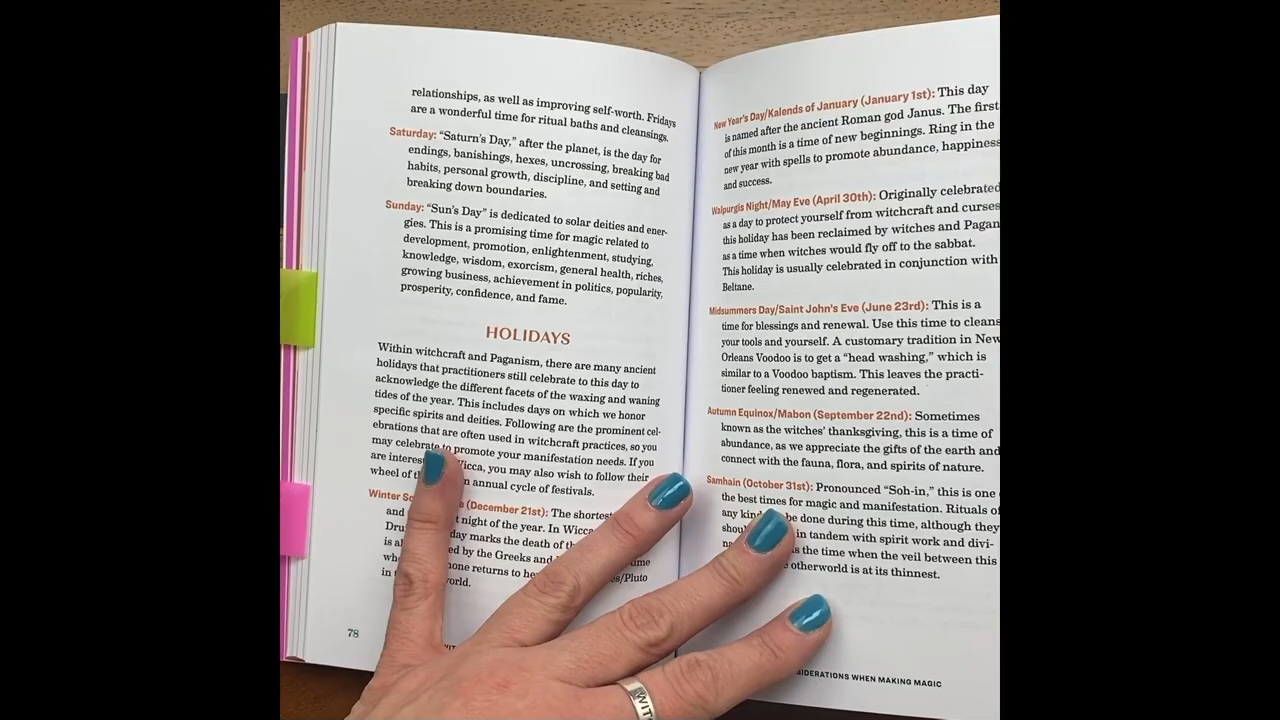 relationships, as well as improving self-worth. Fridays
are a wonderful time for ritual baths and cleansings.
Saturday: “Saturn’s Day,” after the planet, is the day for
endings, banishings, hexes, uncrossing, breaking bad
habits, personal growth, discipline, and setting and
breaking down boundaries.
Sunday: “Sun’s Day” is dedicated to solar deities and ener-
gies. This is a promising time for magic related to
development, promotion, enlightenment, studying,
knowledge, wisdom, exorcism, general health, riches,
growing business, achievement in politics, popularity,
prosperity, confidence, and fame.
HOLIDAYS
Within witchcraft and Paganism, there are many ancient
holidays that practitioners still celebrate to this day to
acknowledge the different facets of the waxing and waning
tides of the year. This includes days on which we honor
specific spirits and deities. Following are the prominent cel-
ebrations that are often used in witchcraft practices, so you
may celebrate to promote your manifestation needs. If you
are Wicca, you may also wish to follow their
wheel of annual cycle of festivals.
Winter (December 21st): The shortest
and night of the year. In Wicca
day marks the death of
is by the Greeks and
returns to
in
78
New Year’s Day/Kalends of January (January 1st): This day
is named after the ancient Roman god Janus. The first
of this month is a time of new beginnings. Ring in the
new year with spells to promote abundance, happiness
and success.
Walpurgis Night/May Eve (April 30th): Originally celebrated
as a day to protect yourself from witchcraft and curses
this holiday has been reclaimed by witches and Pagan
as a time when witches would fly off to the sabbat.
This holiday is usually celebrated in conjunction with
Beltane.
Midsummers Day/Saint John’s Eve (June 23rd): This is a
time for blessings and renewal. Use this time to cleans
your tools and yourself. A customary tradition in New
Orleans Voodoo is to get a “head washing,” which is
similar to a Voodoo baptism. This leaves the practi-
tioner feeling renewed and regenerated.
Autumn Equinox/Mabon (September 22nd): Sometimes
known as the witches’ thanksgiving, this is a time of
abundance, as we appreciate the gifts of the earth and
connect with the fauna, flora, and spirits of nature.
Samhain (October 31st): Pronounced “Soh-in,” this is one
the best times for magic and manifestation. Rituals of
any be done during this time, although they
in tandem with spirit work and divi-
is the time when the veil between this
otherworld is at its thinnest.
WHEN MAKING MAGIC